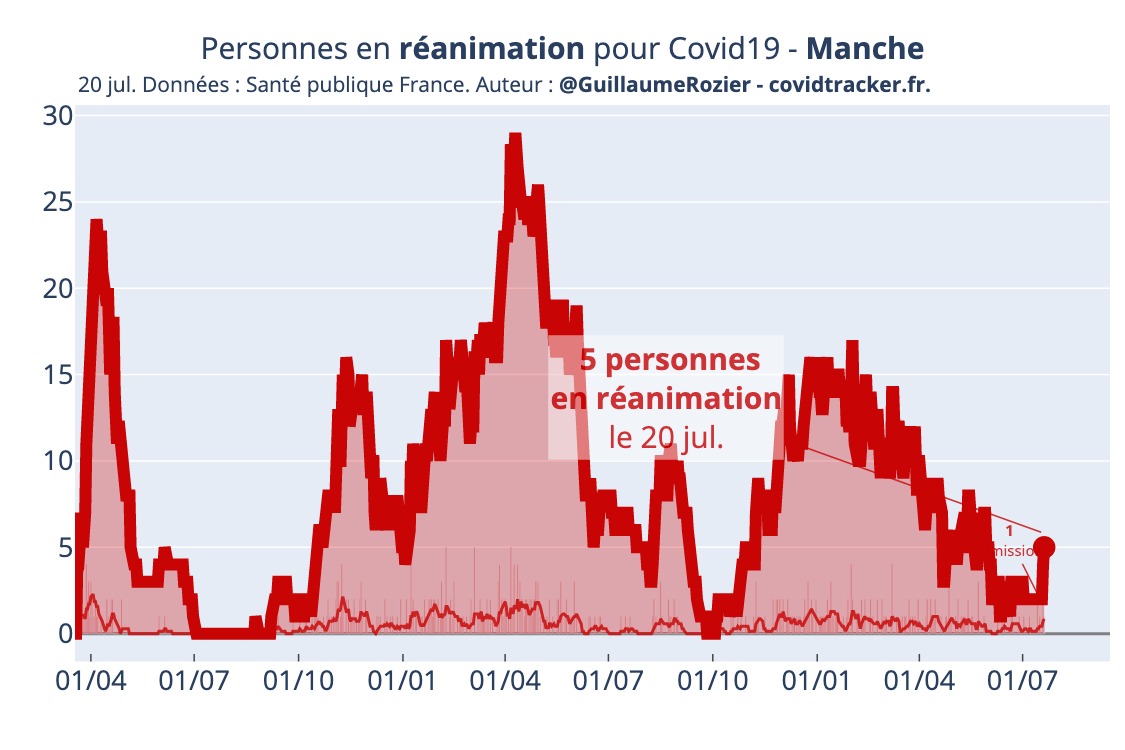 Personnes en réanimation pour Covid19 - Manche
20 jul. Données : Santé publique France. Auteur : @GuillaumeRozier - covidtracker.fr.
30
25
20
15
10
5
0
5 personnes
en réanimation
le 20 jul.
1
01/04 01/07 01/10 01/01 01/04 01/07 01/10 01/01 01/04 01/07